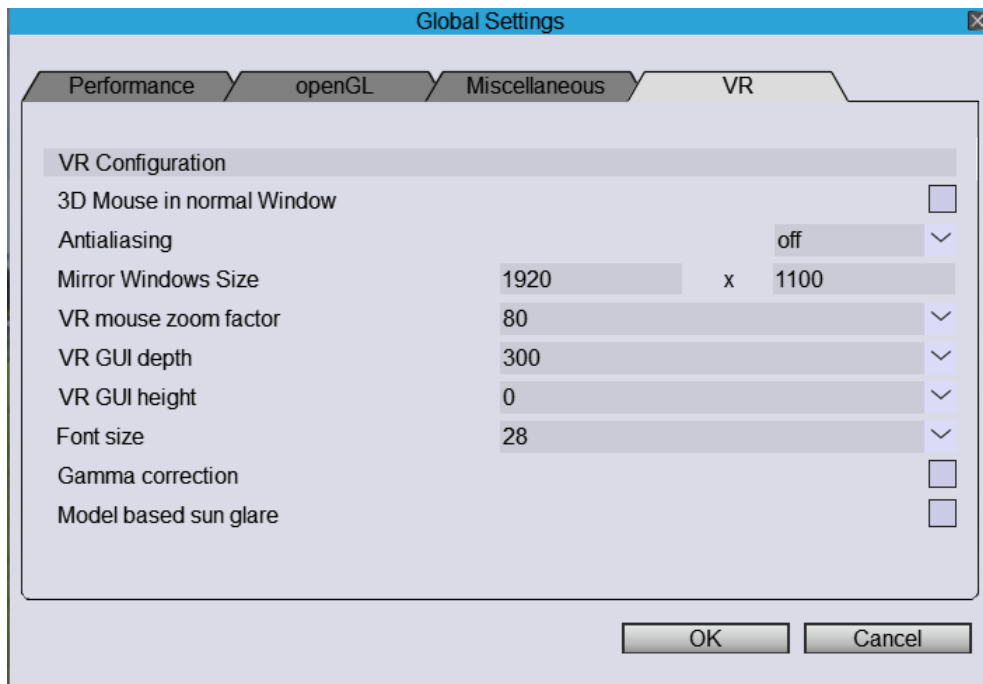 Global Settings
Performance openGL Miscellaneous VR
VR Configuration
3D Mouse in normal Window
Antialiasing off
Mirror Windows Size 1920 x 1100
VR mouse zoom factor 80
VR GUI depth 300
VR GUI height 0
Font size 28
Gamma correction
Model based sun glare
OK Cancel